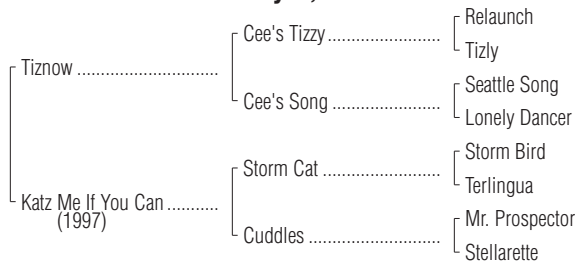 Relaunch
Cee's Tizzy ........................
Tizly
Tiznow ..............................
Seattle Song
Cee's Song .......................
Lonely Dancer
Storm Bird
Storm Cat .........................
Terlingua
Katz Me If You Can ...........
(1997)
Mr. Prospector
Cuddles ............................
Stellarette